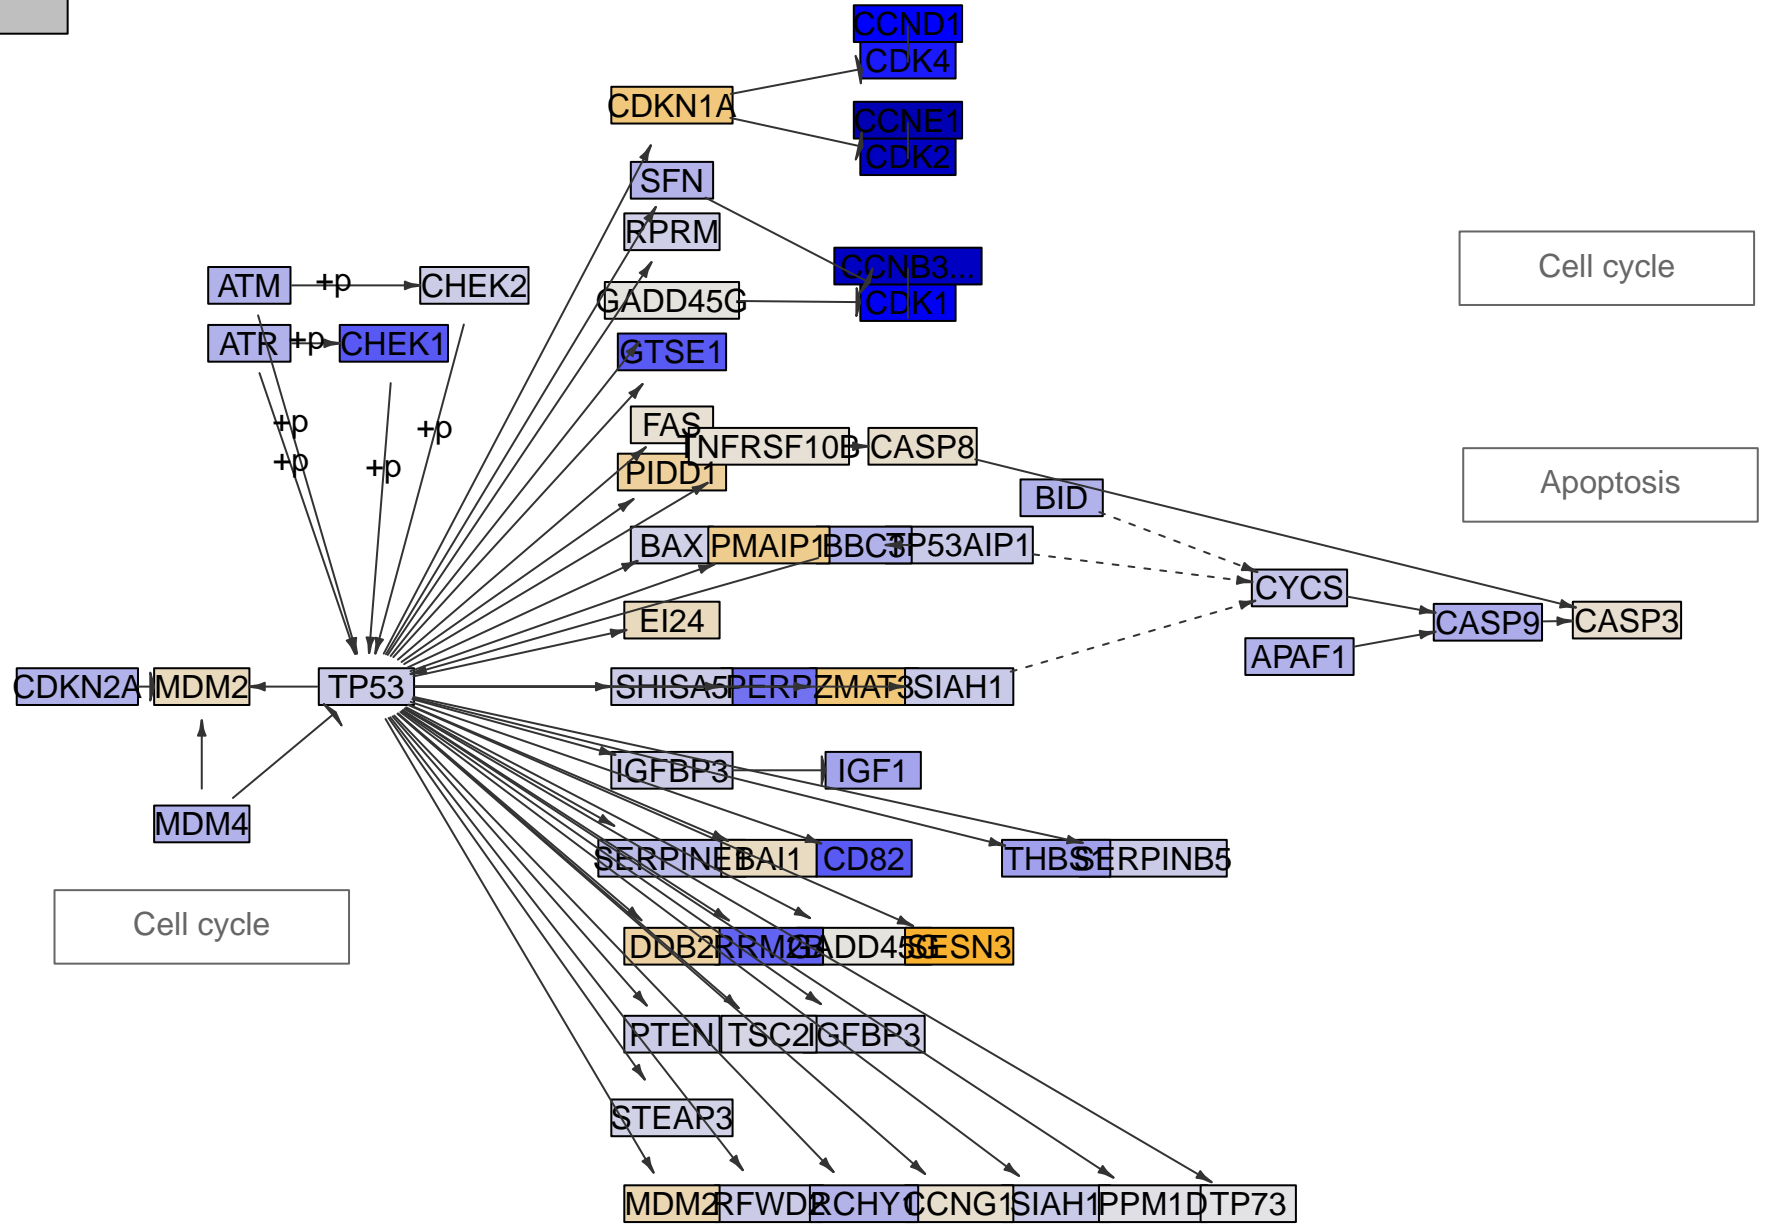 CCND1
CDK4
CDKN1A
CCNE1
CDK2
SFN
RPRM
Cell cycle
ATM
+p
CHEK2
GADD45G
CCNB3...
CDK1
ATR
+p
CHEK1
GTSE1
+p
+p
+p
+p
FAS
TNFRSF10B
CASP8
PIDD1
Apoptosis
BID
BAX
PMAIP1
BBC3
TP53AIP1
CYCS
EI24
CASP9
CASP3
APAF1
CDKN2A
MDM2
TP53
SHISA5
PERP
ZMAT3
SIAH1
IGFBP3
IGF1
MDM4
SERPINE1
BAI1
CD82
THBS1
SERPINB5
Cell cycle
DDB2
RRM2B
GADD45G
SESN3
PTEN
TSC2
IGFBP3
STEAP3
MDM2
RFWD2
RCHY1
CCNG1
SIAH1
PPM1D
TP73